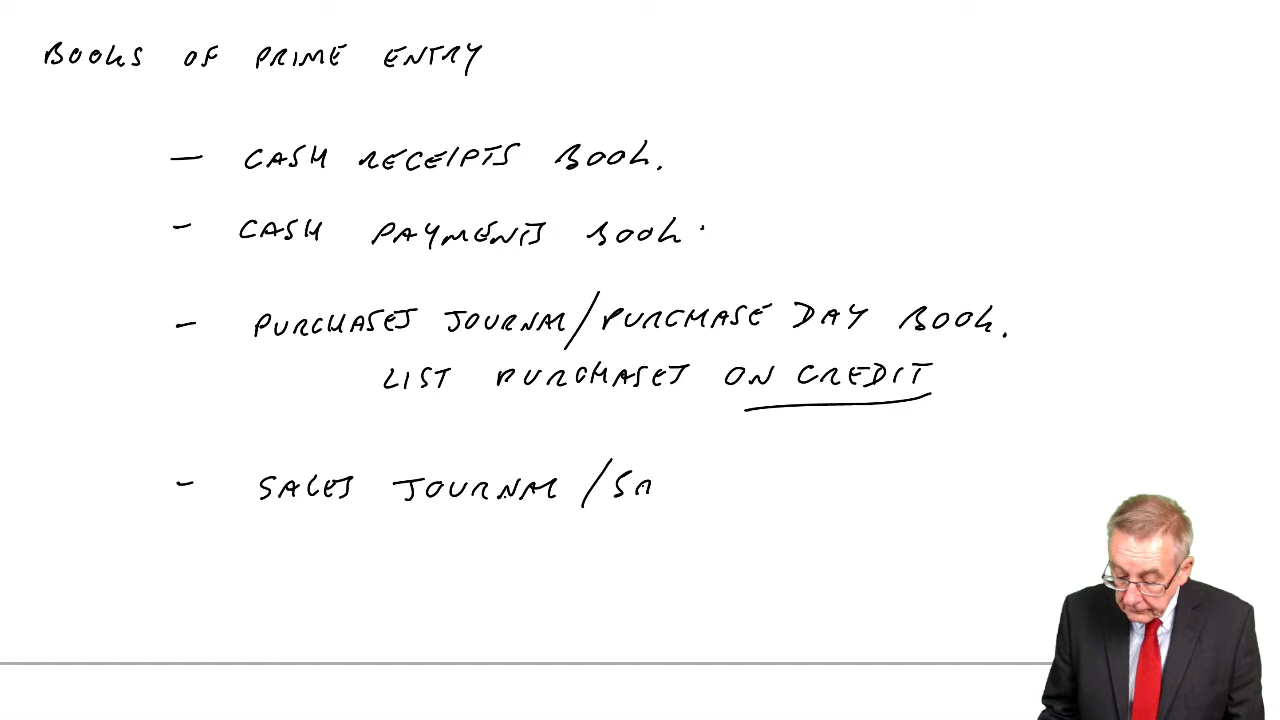 BOOKS OF PRIME ENTRY
— CASH RECEIPTS BOOK.
- CASH PAYMENTS BOOK.
- PURCHASES JOURNAL/PURCHASE DAY BOOK.
LIST PURCHASES ON CREDIT
- SALES JOURNAL / SA